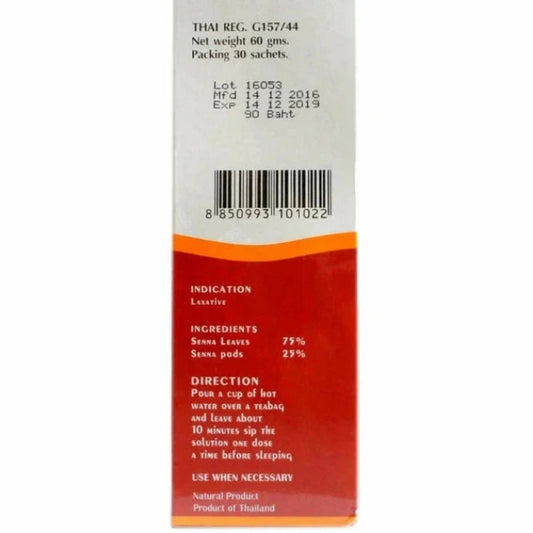 THAI REG. G157/44
Net weight 60 gms.
Packing 30 sachets.
Lot 16053
Mfd 14 12 2016
Exp 14 12 2019
90 Baht
8 850993 101022
INDICATION
Laxative
INGREDIENTS
Senna Leaves 75%
Senna pods 25%
DIRECTION
Pour a cup of hot
water over a teabag
and leave about
10 minutes sip the
solution one dose
a time before sleeping
USE WHEN NECESSARY
Natural Product
Product of Thailand